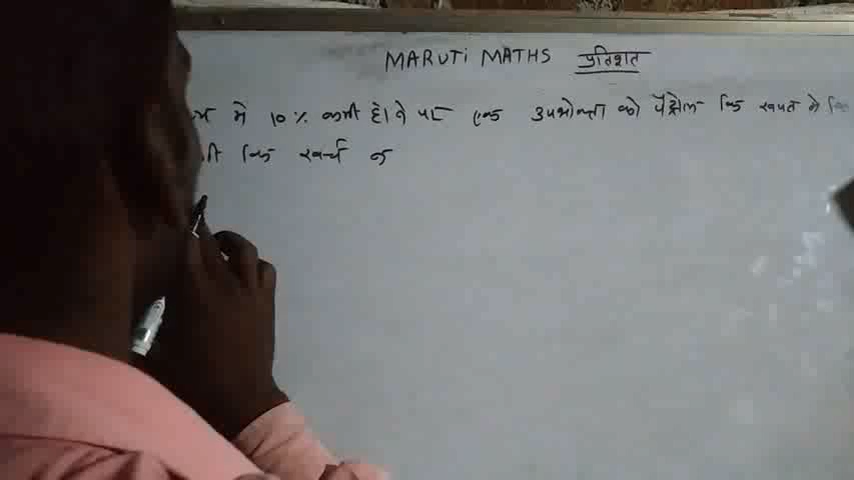 MARUTI MATHS प्रतिशत
में 10% कमी होने पर एक उपभोक्ता को पेट्रोल कि खपत मे
कि खर्च न